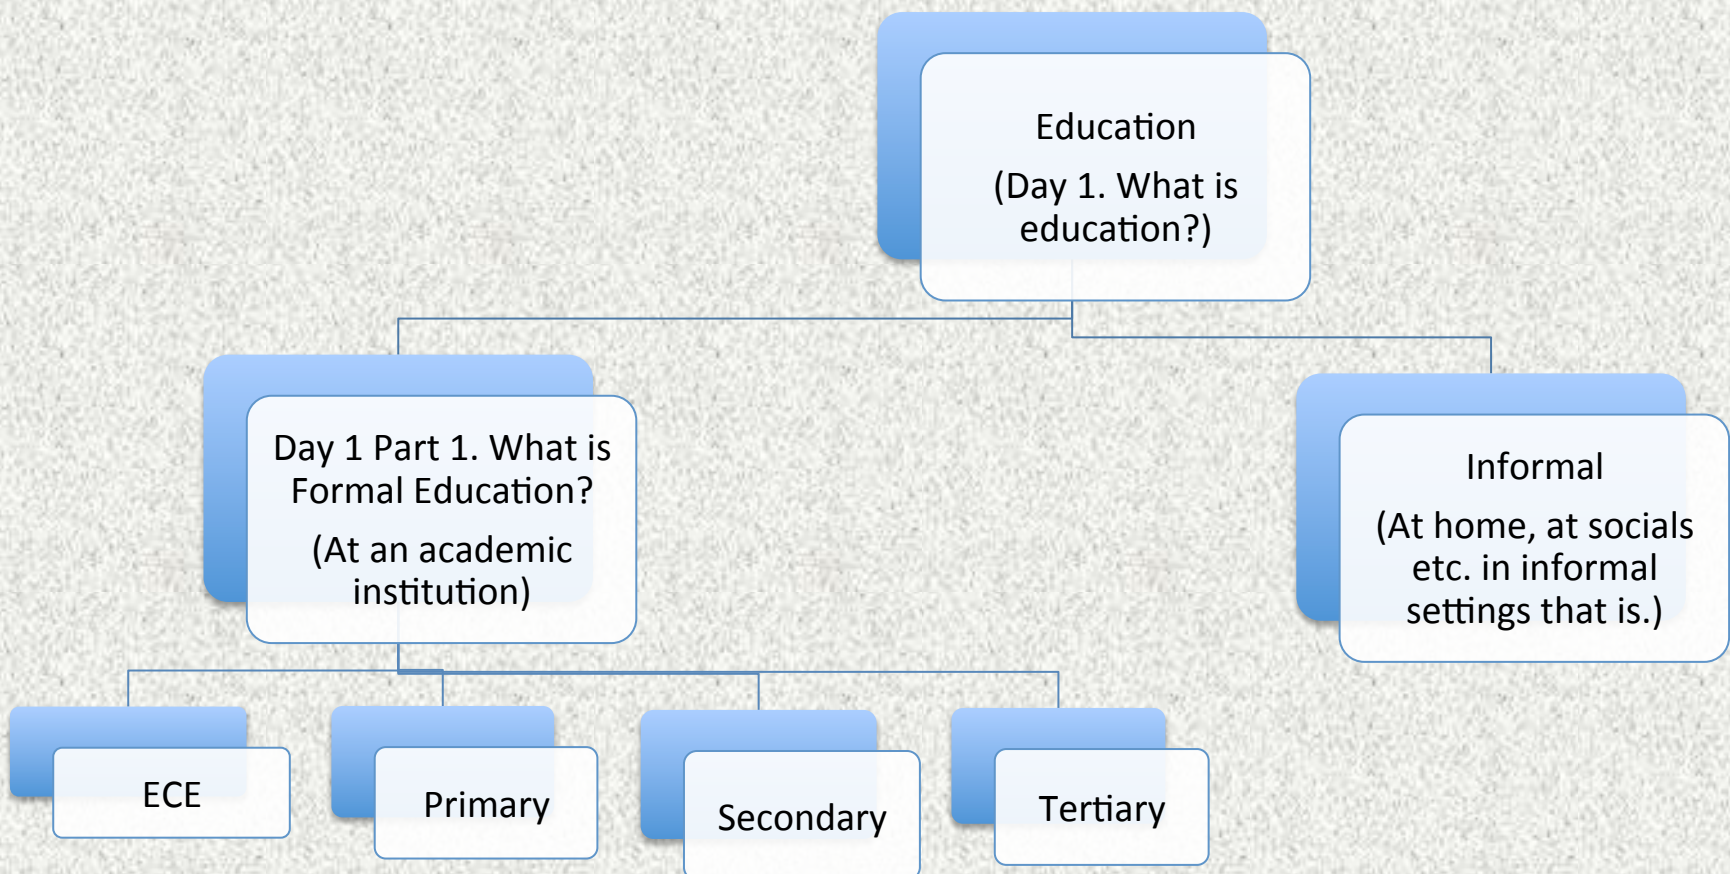 Education
(Day 1. What is
education?)
Day 1 Part 1. What is
Formal Education?
(At an academic
institution)
Informal
(At home, at socials
etc. in informal
settings that is.)
ECE
Primary
Secondary
Tertiary